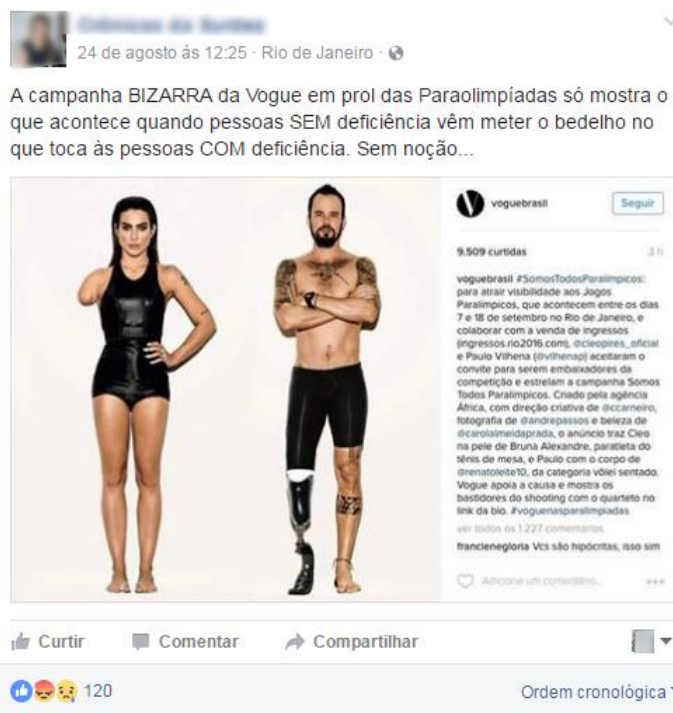 24 de agosto ás 12:25 · Rio de Janeiro ·
A campanha BIZARRA da Vogue em prol das Paraolimpíadas só mostra o
que acontece quando pessoas SEM deficiência vêm meter o bedelho no
que toca às pessoas COM deficiência. Sem noção...
voguebrasil
Seguir
9.509 curtidas
3 h
voguebrasil #SomosTodosParalímpicos:
para atrair visibilidade aos Jogos
Paralímpicos, que acontecem entre os dias
7 e 18 de setembro no Rio de Janeiro, e
colaborar com a venda de ingressos
(ingressos.rio2016.com), @cleopires_oficial
e Paulo Vilhena (@vilhenap) aceitaram o
convite para serem embaixadores da
competição e estrelam a campanha Somos
Todos Paralímpicos. Criado pela agência
África, com direção criativa de @ccarneiro,
fotografia de @andrepassos e beleza de
@carolalmeidaprada, o anúncio traz Cleo
na pele de Bruna Alexandre, paratleta do
tênis de mesa, e Paulo com o corpo de
@renatoleite10, da categoria vôlei sentado.
Vogue apoia a causa e mostra os
bastidores do shooting com o quarteto no
link da bio. #voguenasparalimpiadas
ver todos os 1.227 comentários
francienegloria Vcs são hipócritas, isso sim
Adicione um comentário...
Curtir Comentar Compartilhar
120
Ordem cronológica